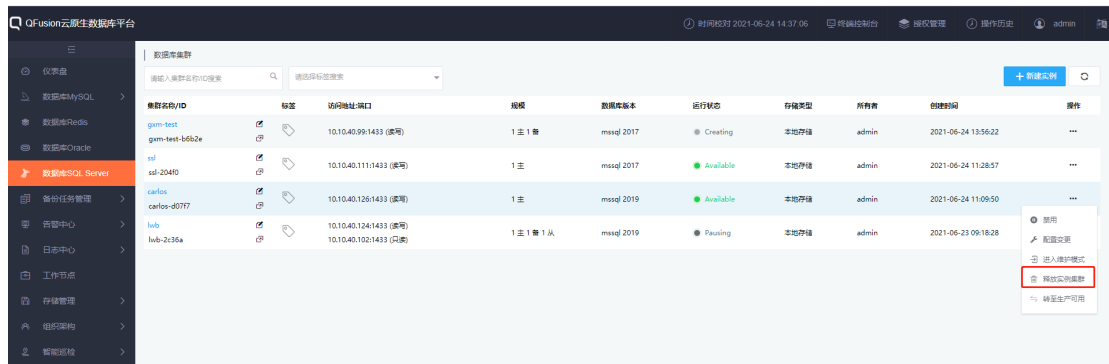 QFusion云原生数据库平台
时间校对 2021-06-24 14:37:06 终端控制台 授权管理 操作历史 admin
仪表盘
数据库MySQL
数据库Redis
数据库Oracle
数据库SQL Server
备份任务管理
告警中心
日志中心
工作节点
存储管理
组织架构
智能巡检
数据库集群
请输入集群名称/ID搜索 请选择标签搜索 新建实例
集群名称/ID 标签 访问地址:端口 规模 数据库版本 运行状态 存储类型 所有者 创建时间 操作
gxm-test
gxm-test-b6b2e 10.10.40.99:1433 (读写) 1 主 1 备 mssql 2017 Creating 本地存储 admin 2021-06-24 13:56:22
ssl
ssl-204f0 10.10.40.111:1433 (读写) 1 主 mssql 2017 Available 本地存储 admin 2021-06-24 11:28:57
carlos
carlos-d07f7 10.10.40.126:1433 (读写) 1 主 mssql 2019 Available 本地存储 admin 2021-06-24 11:09:50
lwb 10.10.40.124:1433 (读写)
lwb-2c36a 10.10.40.102:1433 (只读) 1 主 1 备 1 从 mssql 2019 Pausing 本地存储 admin 2021-06-23 09:18:28
禁用
配置变更
进入维护模式
释放实例集群
转至生产可用